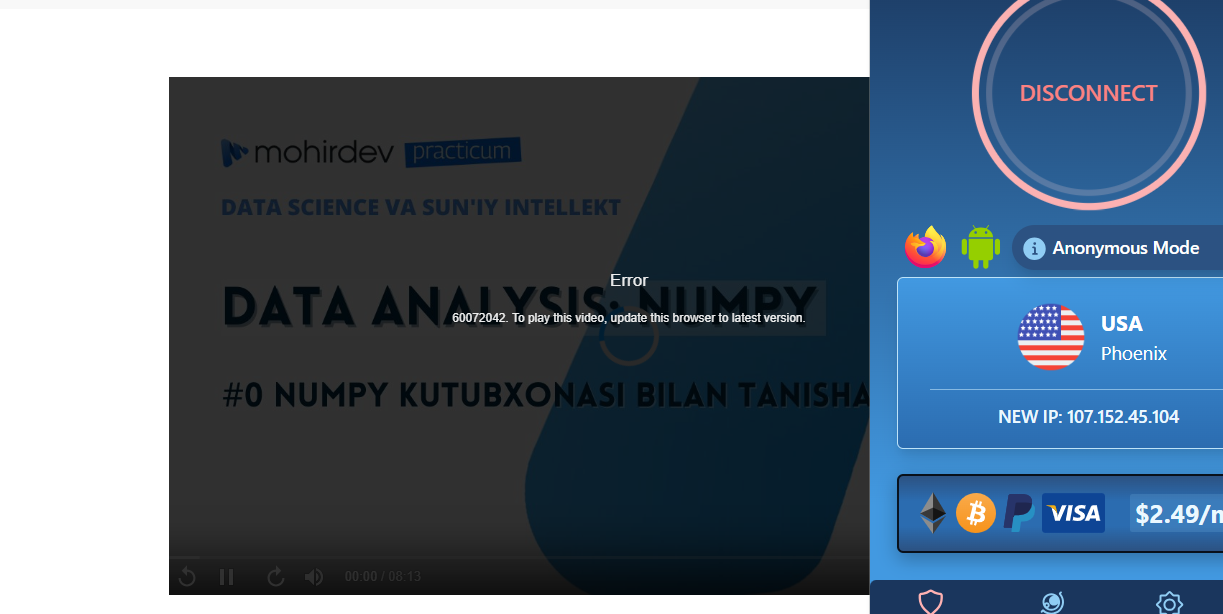 mohirdev practicum
DATA SCIENCE VA SUN'IY INTELLEKT
DATA ANALYSIS: NUMPY
Error
60072042. To play this video, update this browser to latest version.
#0 NUMPY KUTUBXONASI BILAN TANISHA
00:00 / 08:13
DISCONNECT
Anonymous Mode
USA
Phoenix
NEW IP: 107.152.45.104
VISA
$2.49/m